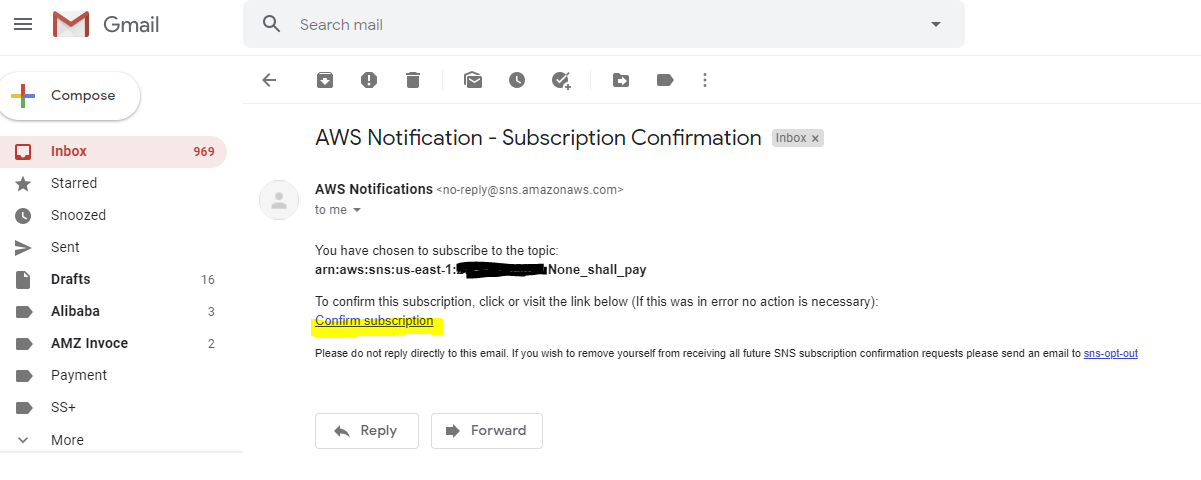 Gmail
Search mail
Compose
Inbox 969
Starred
Snoozed
Sent
Drafts 16
Alibaba 3
AMZ Invoce 2
Payment
SS+
More
AWS Notification - Subscription Confirmation Inbox x
AWS Notifications <no-reply@sns.amazonaws.com>
to me
You have chosen to subscribe to the topic:
arn:aws:sns:us-east-1: None_shall_pay
To confirm this subscription, click or visit the link below (If this was in error no action is necessary):
Confirm subscription
Please do not reply directly to this email. If you wish to remove yourself from receiving all future SNS subscription confirmation requests please send an email to sns-opt-out
Reply Forward